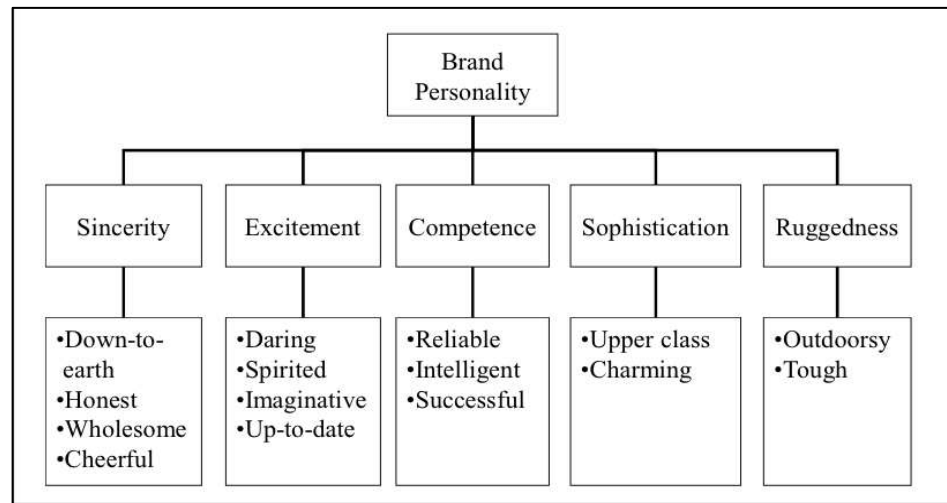 Brand
Personality
Sincerity
Excitement
Competence
Sophistication
Ruggedness
•Down-to-
earth
•Honest
•Wholesome
•Cheerful
•Daring
•Spirited
•Imaginative
•Up-to-date
•Reliable
•Intelligent
•Successful
•Upper class
•Charming
•Outdoorsy
•Tough